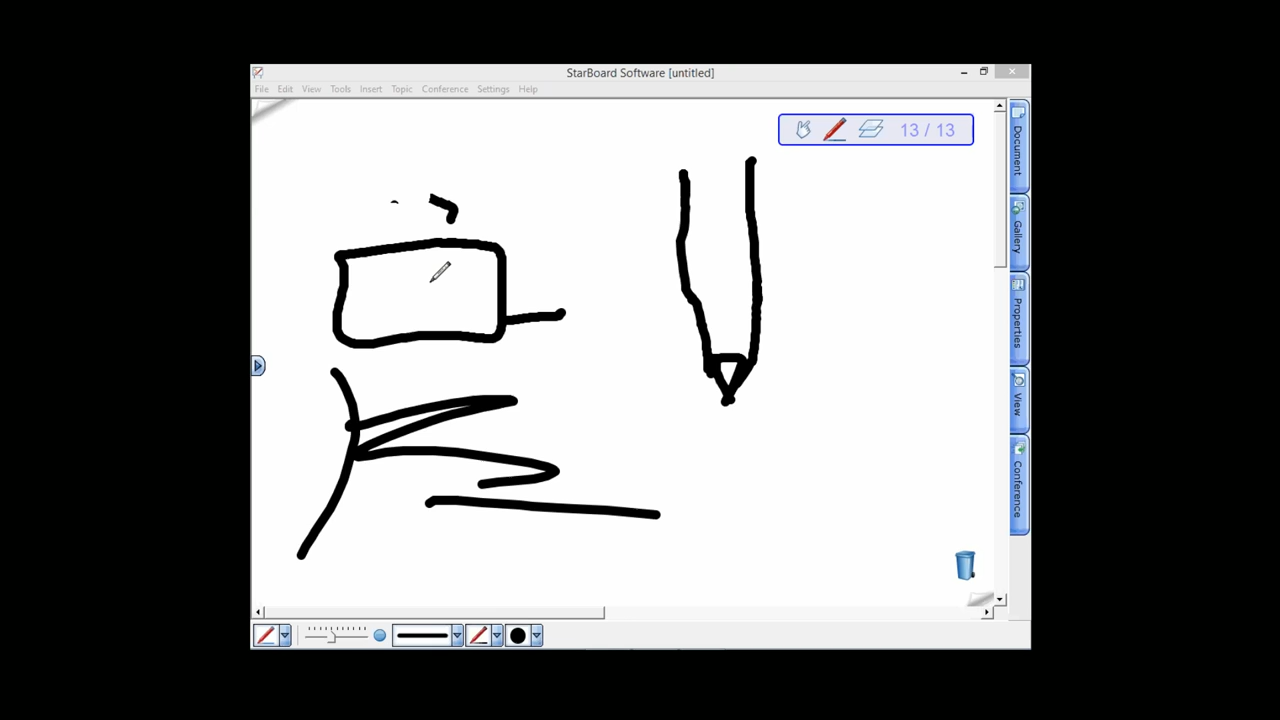 StarBoard Software [untitled]
File Edit View Tools Insert Topic Conference Settings Help
13 / 13
Document
Gallery
Properties
View
Conference